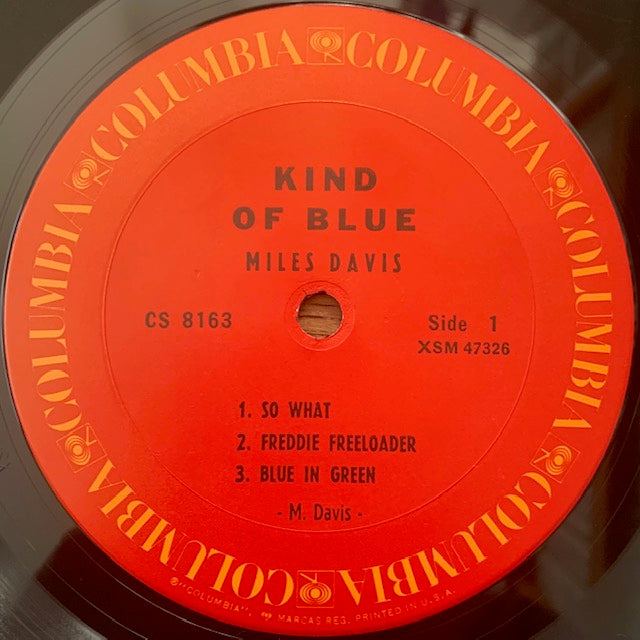 COLUMBIA COLUMBIA COLUMBIA COLUMBIA COLUMBIA COLUMBIA
KIND
OF BLUE
MILES DAVIS
CS 8163
Side 1
XSM 47326
1. SO WHAT
2. FREDDIE FREELOADER
3. BLUE IN GREEN
- M. Davis -
"COLUMBIA", MARCAS REG. PRINTED IN U.S.A.